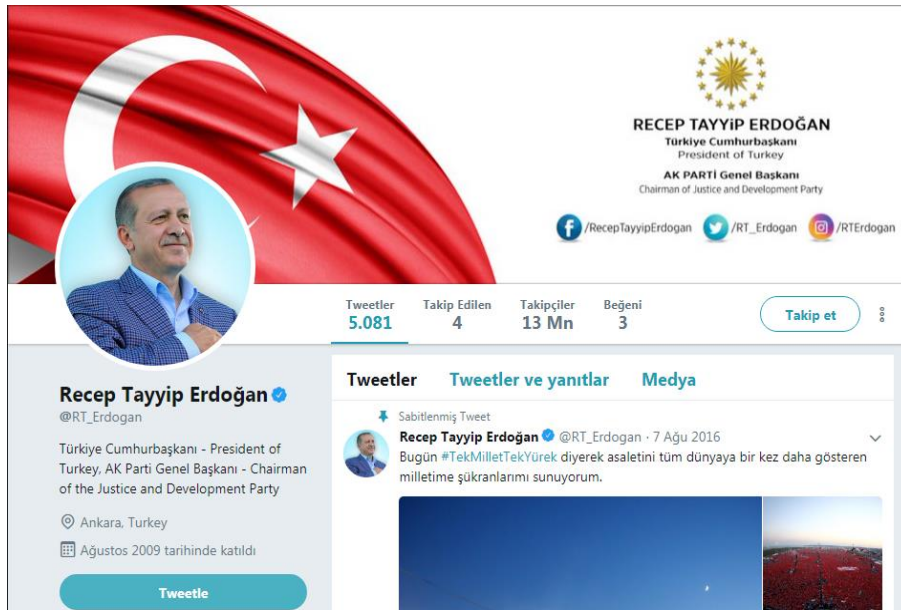 RECEP TAYYİP ERDOĞAN
Türkiye Cumhurbaşkanı
President of Turkey
AK PARTİ Genel Başkanı
Chairman of Justice and Development Party
/RecepTayyipErdogan /RT_Erdogan /RTErdogan
Tweetler Takip Edilen Takipçiler Beğeni
5.081 4 13 Mn 3
Takip et
Recep Tayyip Erdoğan
@RT_Erdogan
Türkiye Cumhurbaşkanı - President of
Turkey, AK Parti Genel Başkanı - Chairman
of the Justice and Development Party
Ankara, Turkey
Ağustos 2009 tarihinde katıldı
Tweetle
Tweetler Tweetler ve yanıtlar Medya
Sabitlenmiş Tweet
Recep Tayyip Erdoğan @RT_Erdogan · 7 Ağu 2016
Bugün #TekMilletTekYürek diyerek asaletini tüm dünyaya bir kez daha gösteren
milletime şükranlarımı sunuyorum.